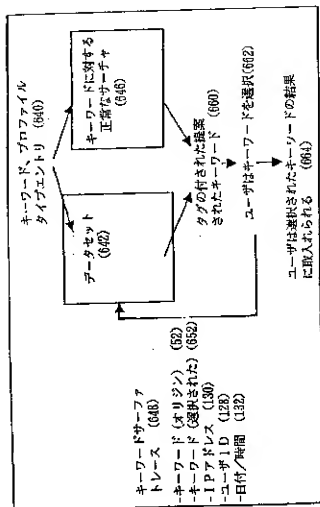 キーワード、プロファイル
タイプエントリ (640)
データセット
(642)
キーワードに対する
正常なサーチャ
(646)
タグの付された提案
されたキーワード (660)
ユーザはキーワードを選択(662)
ユーザは選択されたキーワードの結果
に取入れられる (664)
キーワードサーファ
トレース (648)
-キーワード(オリジン) (52)
-キーワード(選択された) (652)
-IPアドレス (130)
-ユーザID (128)
-日付/時間 (132)